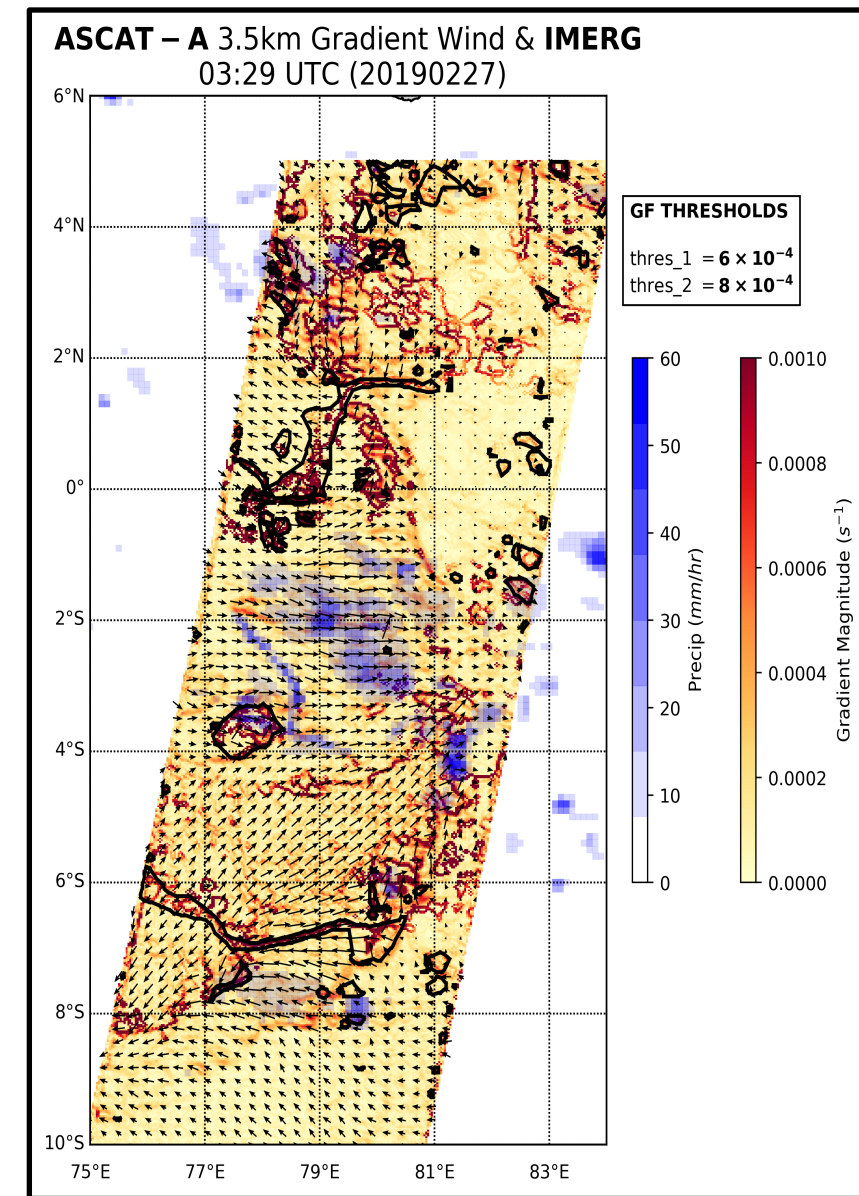 ASCAT – A 3.5km Gradient Wind & IMERG
03:29 UTC (20190227)
6°N
4°N
2°N
0°
2°S
4°S
6°S
8°S
10°S
75°E 77°E 79°E 81°E 83°E
GF THRESHOLDS
thres_1 = 6 × 10⁻⁴
thres_2 = 8 × 10⁻⁴
60
50
40
30
20
10
0
Precip (mm/hr)
0.0010
0.0008
0.0006
0.0004
0.0002
0.0000
Gradient Magnitude (s⁻¹)